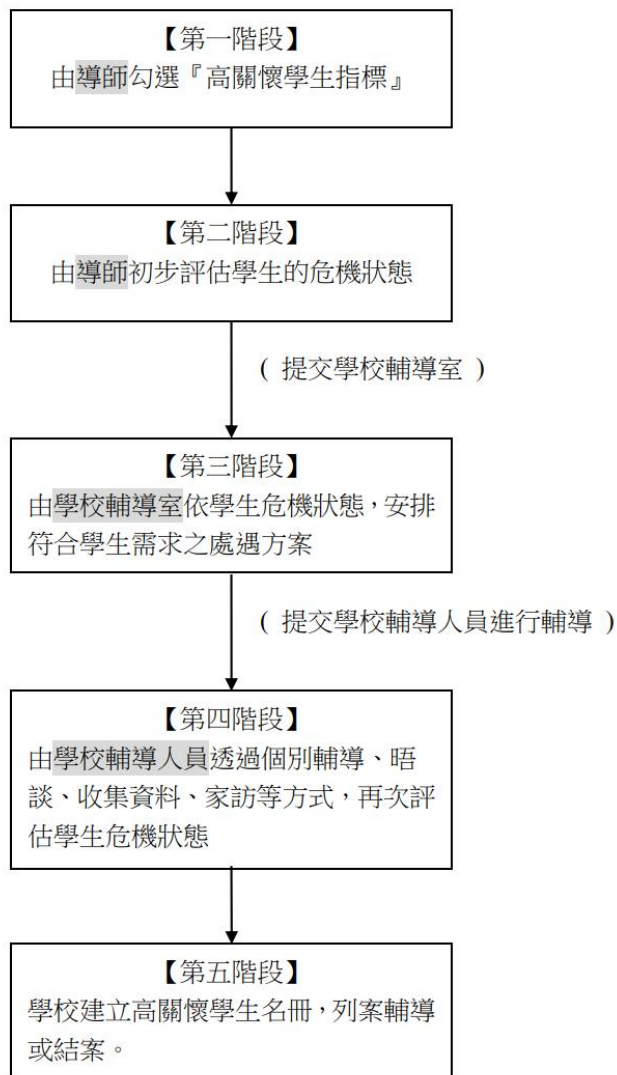 【第一階段】
由導師勾選『高關懷學生指標』
【第二階段】
由導師初步評估學生的危機狀態
( 提交學校輔導室 )
【第三階段】
由學校輔導室依學生危機狀態，安排
符合學生需求之處遇方案
( 提交學校輔導人員進行輔導 )
【第四階段】
由學校輔導人員透過個別輔導、晤
談、收集資料、家訪等方式，再次評
估學生危機狀態
【第五階段】
學校建立高關懷學生名冊，列案輔導
或結案。